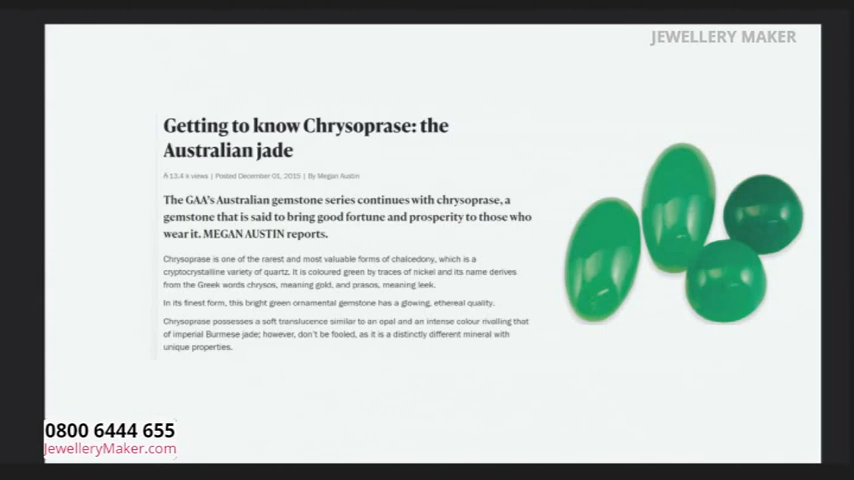 JEWELLERY MAKER
Getting to know Chrysoprase: the
Australian jade
13.4 k views | Posted December 01, 2015 | By Megan Austin
The GAA's Australian gemstone series continues with chrysoprase, a
gemstone that is said to bring good fortune and prosperity to those who
wear it. MEGAN AUSTIN reports.
Chrysoprase is one of the rarest and most valuable forms of chalcedony, which is a
cryptocrystalline variety of quartz. It is coloured green by traces of nickel and its name derives
from the Greek words chrysos, meaning gold, and prasos, meaning leek.
In its finest form, this bright green ornamental gemstone has a glowing, ethereal quality.
Chrysoprase possesses a soft translucence similar to an opal and an intense colour rivalling that
of imperial Burmese jade; however, don't be fooled, as it is a distinctly different mineral with
unique properties.
0800 6444 655
JewelleryMaker.com